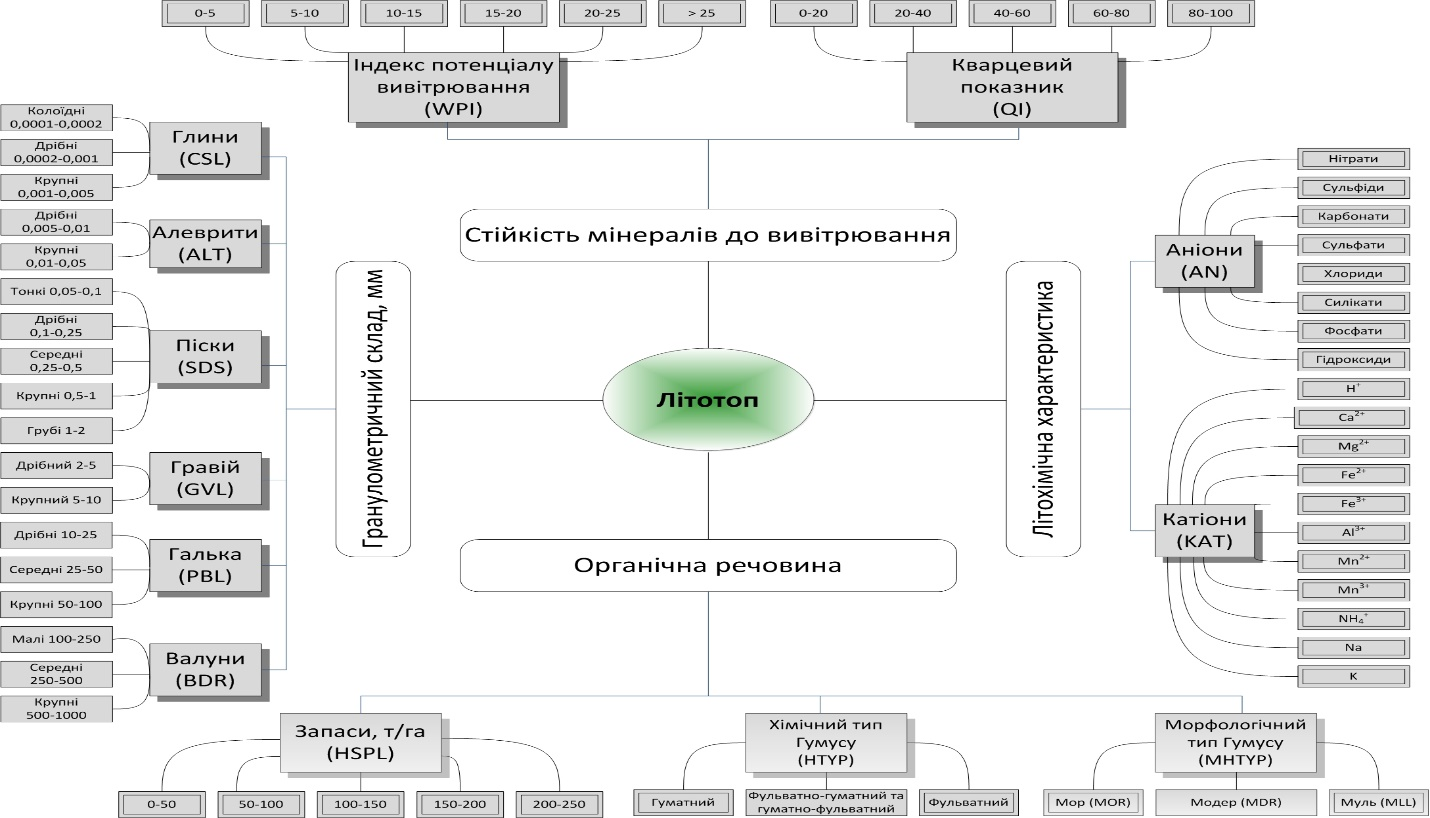 0-5
5-10
10-15
15-20
20-25
> 25
0-20
20-40
40-60
60-80
80-100
Індекс потенціалу
вивітрювання
(WPI)
Кварцевий
показник
(QI)
Стійкість мінералів до вивітрювання
Колоїдні
0,0001-0,0002
Дрібні
0,0002-0,001
Крупні
0,001-0,005
Глини
(CSL)
Дрібні
0,005-0,01
Крупні
0,01-0,05
Алеврити
(ALT)
Тонкі 0,05-0,1
Дрібні
0,1-0,25
Середні
0,25-0,5
Крупні 0,5-1
Грубі 1-2
Піски
(SDS)
Дрібний 2-5
Крупний 5-10
Гравій
(GVL)
Дрібні 10-25
Середні 25-50
Крупні 50-100
Галька
(PBL)
Малі 100-250
Середні
250-500
Крупні
500-1000
Валуни
(BDR)
Гранулометричний склад, мм
Літотоп
Літохімічна характеристика
Аніони
(AN)
Нітрати
Сульфіди
Карбонати
Сульфати
Хлориди
Силікати
Фосфати
Гідроксиди
Катіони
(KAT)
H⁺
Ca²⁺
Mg²⁺
Fe²⁺
Fe³⁺
Al³⁺
Mn²⁺
Mn³⁺
NH₄⁺
Na
K
Органічна речовина
Запаси, т/га
(HSPL)
0-50
50-100
100-150
150-200
200-250
Хімічний тип
Гумусу
(HTYP)
Гуматний
Фульватно-гуматний та
гуматно-фульватний
Фульватний
Морфологічний
тип Гумусу
(MHTYP)
Мор (MOR)
Модер (MDR)
Муль (MLL)